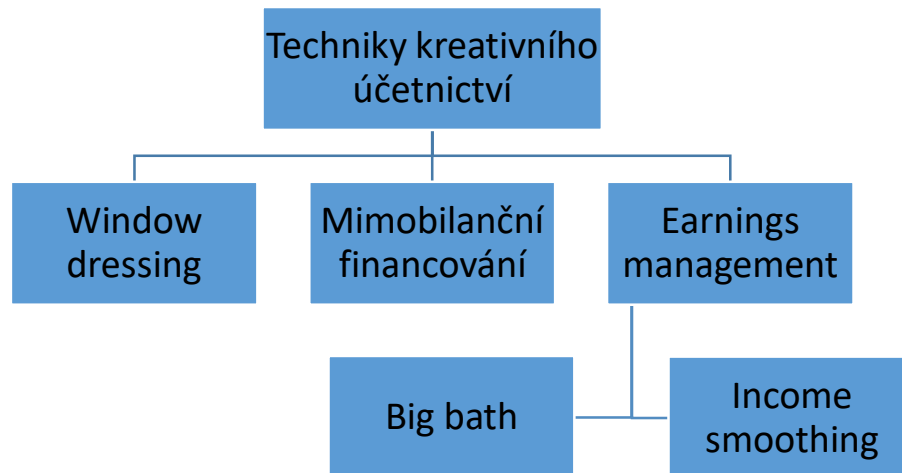 Techniky kreativního
účetnictví
Window
dressing
Mimobilanční
financování
Earnings
management
Big bath
Income
smoothing